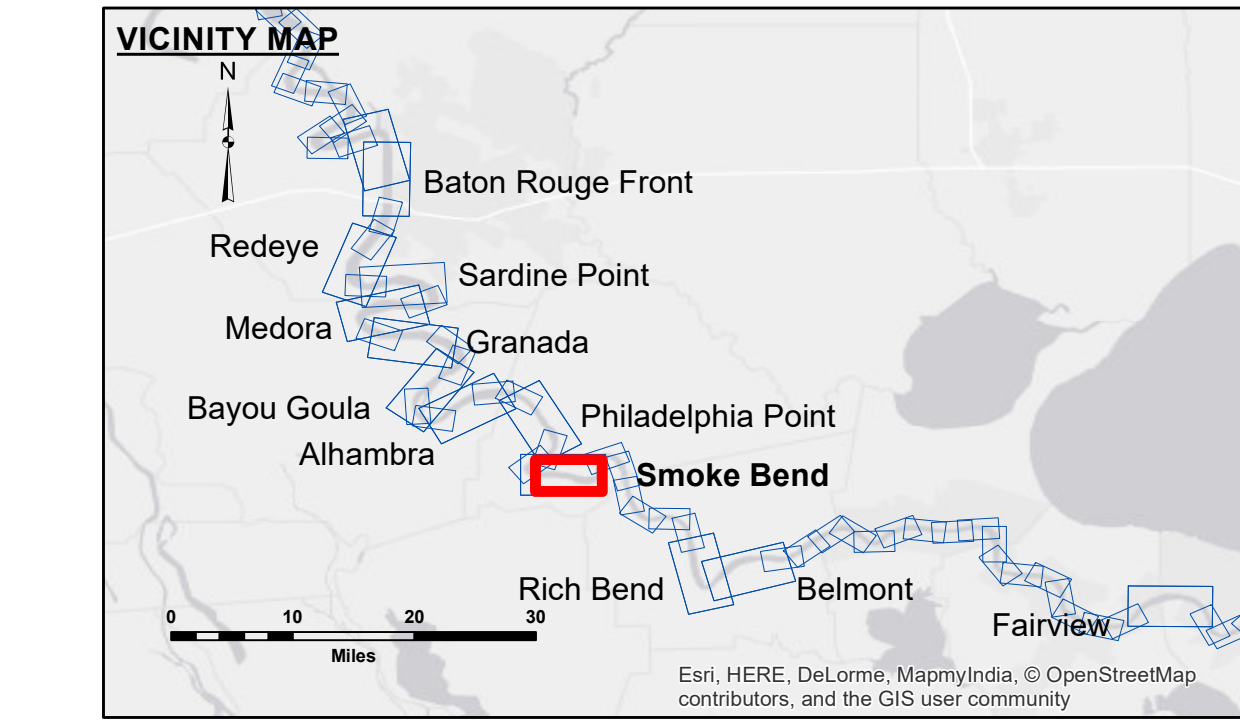 VICINITY MAP
N
Baton Rouge Front
Redeye
Sardine Point
Medora
Granada
Bayou Goula
Philadelphia Point
Alhambra
Smoke Bend
Rich Bend
Belmont
Fairview
0 10 20 30
Miles
Esri, HERE, DeLorme, MapmyIndia, © OpenStreetMap
contributors, and the GIS user community